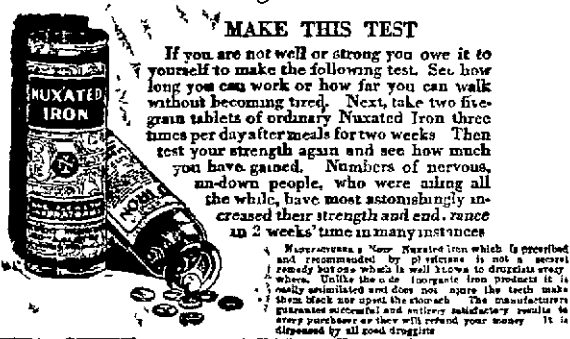 MAKE THIS TEST
If you are not well or strong you owe it to
yourself to make the following test. See how
long you can work or how far you can walk
without becoming tired. Next, take two five-
grain tablets of ordinary Nuxated Iron three
times per day after meals for two weeks Then
test your strength again and see how much
you have gained. Numbers of nervous,
run-down people, who were ailing all
the while, have most astonishingly in-
creased their strength and endurance
in 2 weeks' time in many instances
Manufacturers Note Nuxated Iron which is prescribed
and recommended by physicians is not a secret
remedy but one which is well known to druggists every
where. Unlike the older inorganic iron products it is
easily assimilated and does not injure the teeth make
them black nor upset the stomach The manufacturers
guarantee successful and entirely satisfactory results to
every purchaser or they will refund your money It is
dispensed by all good druggists
NUXATED
IRON
IRON